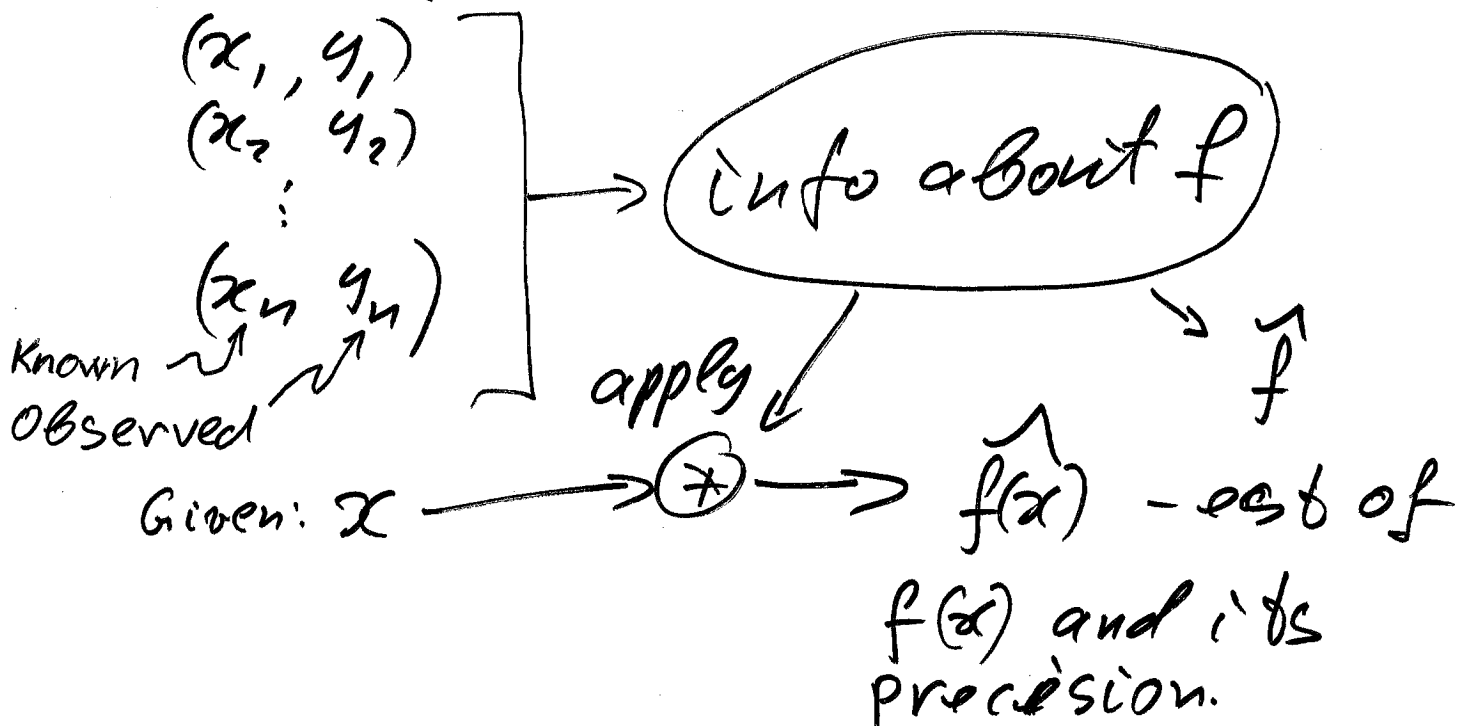 (x₁, y₁)
(x₂ y₂)
⋮
(xₙ yₙ)
Known
Observed
info about f
apply
f̂
Given: x
*
f̂(x) - est of
f(x) and its
precision.